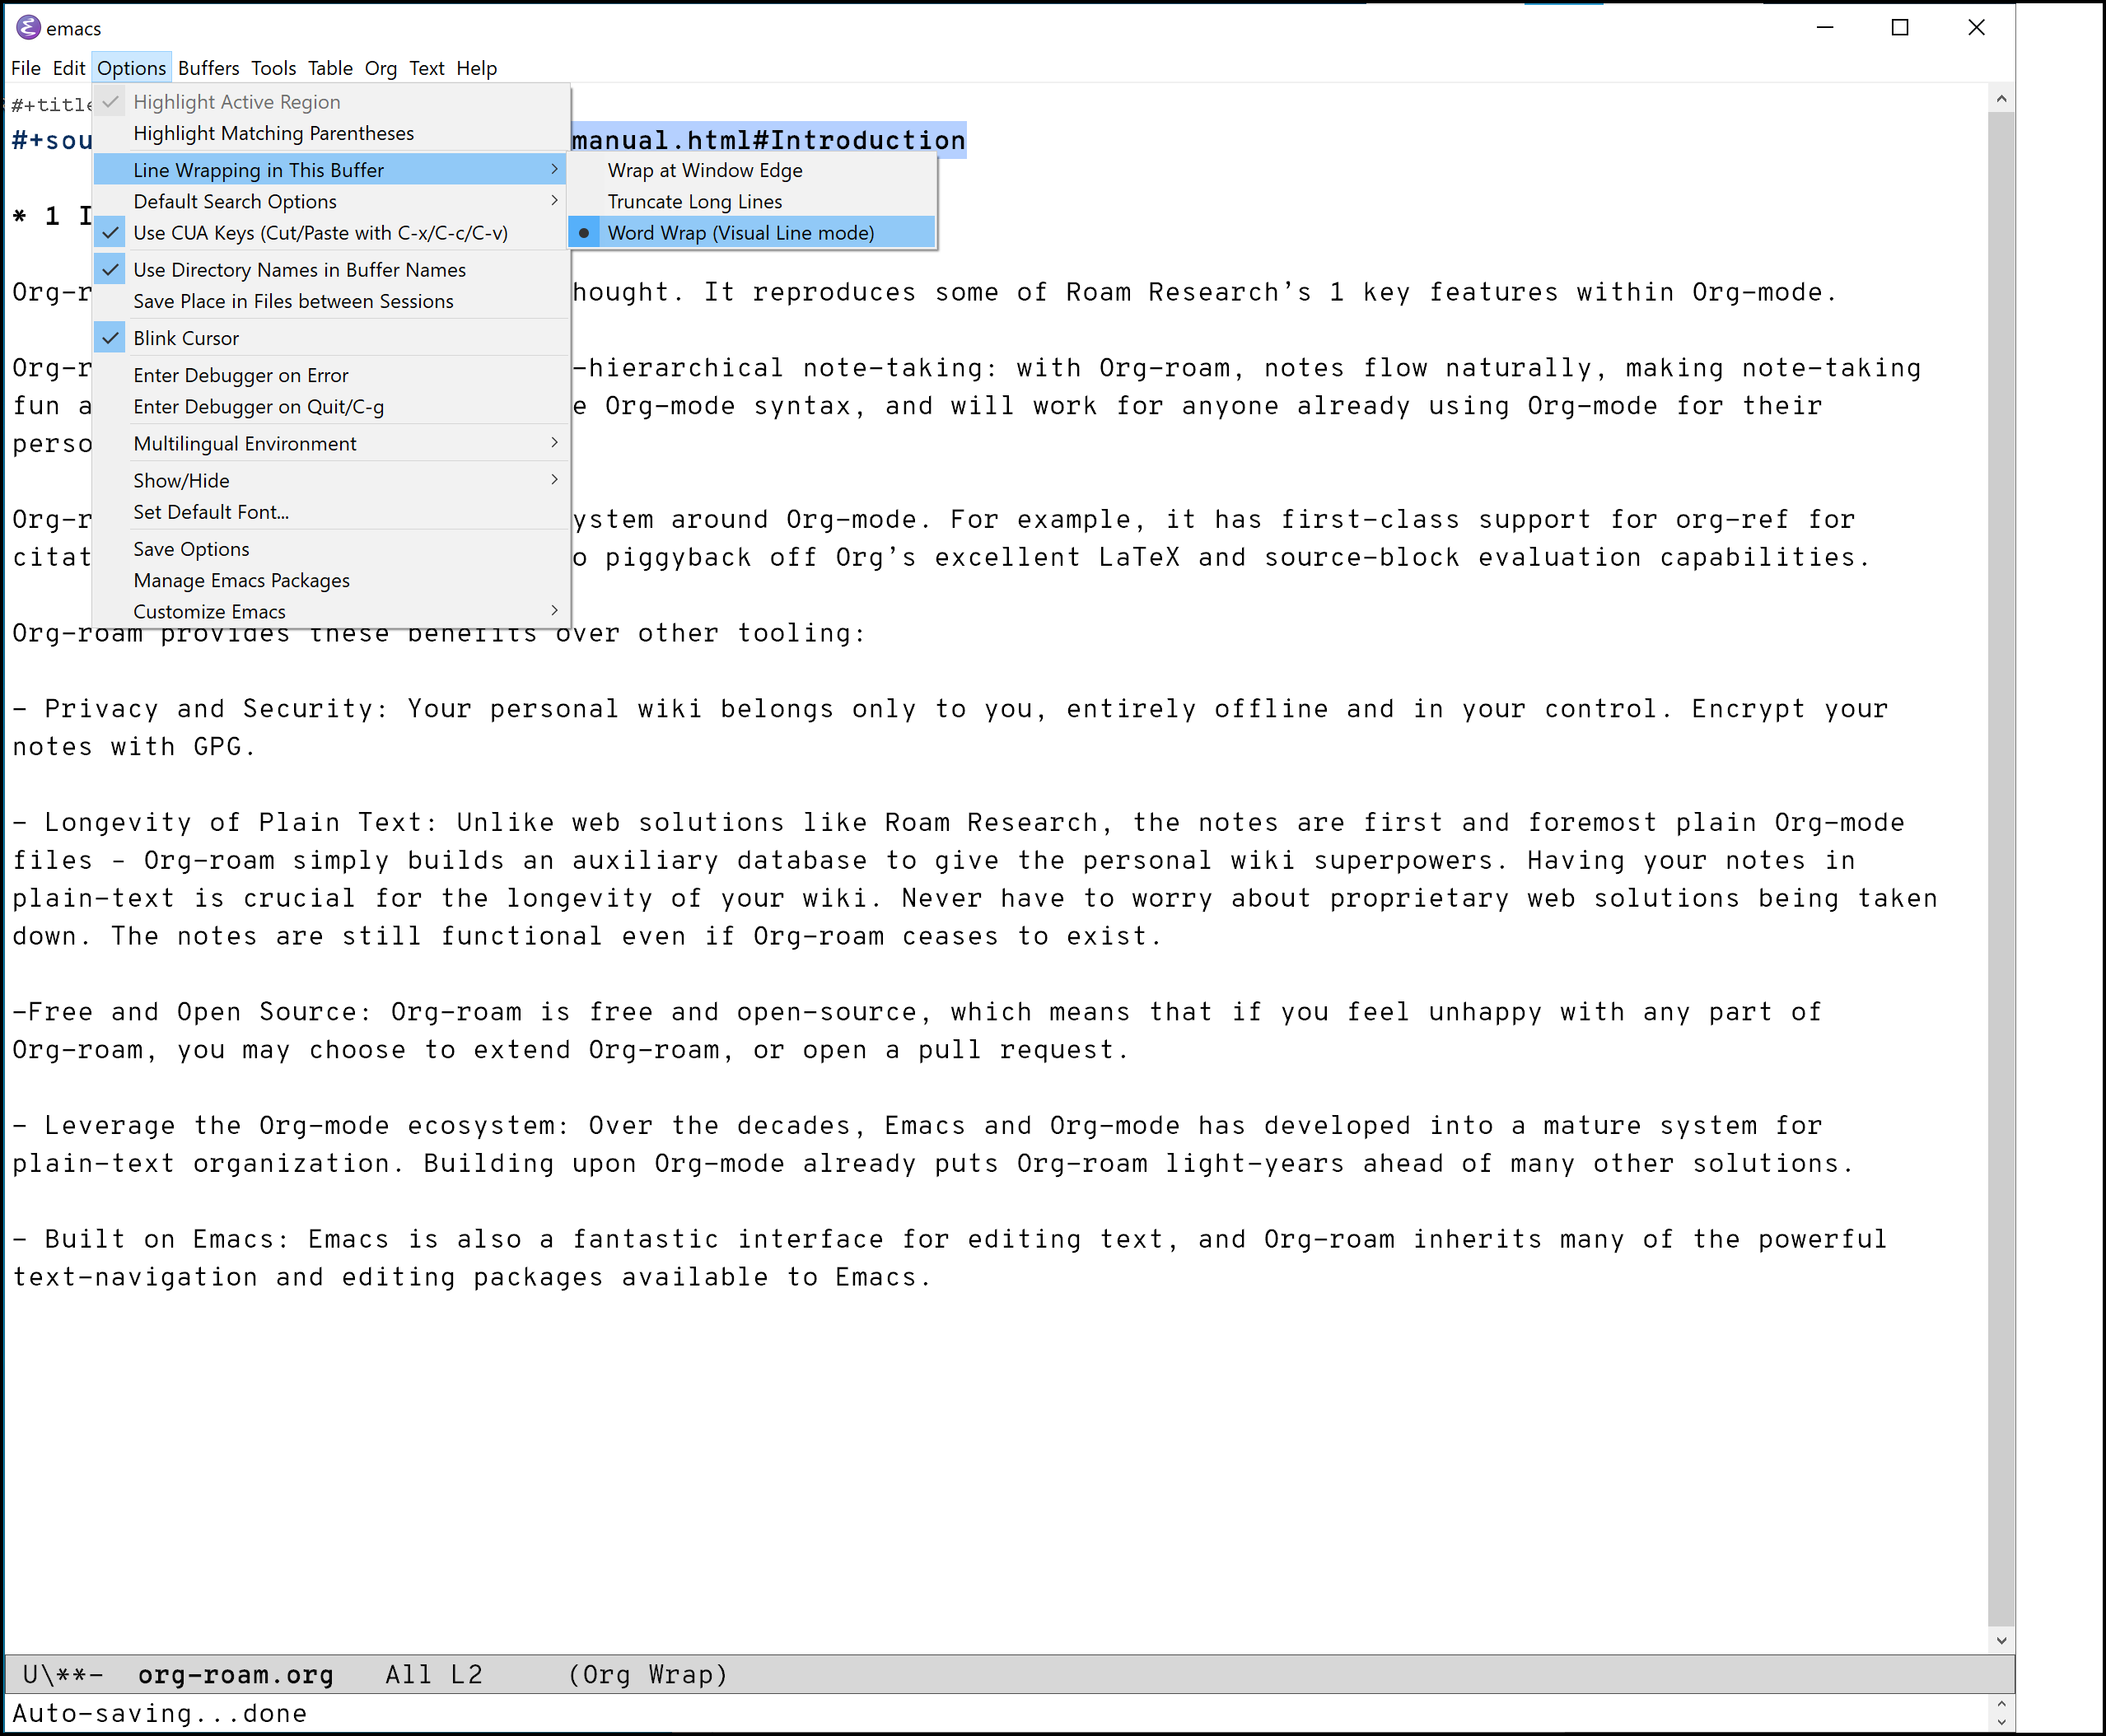 emacs
File Edit Options Buffers Tools Table Org Text Help
#+title
Highlight Active Region
Highlight Matching Parentheses
#+sou
manual.html#Introduction
Line Wrapping in This Buffer
Wrap at Window Edge
Default Search Options
Truncate Long Lines
* 1 I
Use CUA Keys (Cut/Paste with C-x/C-c/C-v)
Word Wrap (Visual Line mode)
Use Directory Names in Buffer Names
Org-r
hought. It reproduces some of Roam Research’s 1 key features within Org-mode.
Save Place in Files between Sessions
Blink Cursor
Org-r
-hierarchical note-taking: with Org-roam, notes flow naturally, making note-taking
Enter Debugger on Error
fun a
e Org-mode syntax, and will work for anyone already using Org-mode for their
Enter Debugger on Quit/C-g
perso
Multilingual Environment
Show/Hide
Set Default Font...
Org-r
ystem around Org-mode. For example, it has first-class support for org-ref for
Save Options
citat
o piggyback off Org’s excellent LaTeX and source-block evaluation capabilities.
Manage Emacs Packages
Customize Emacs
Org-roam provides these benefits over other tooling:
- Privacy and Security: Your personal wiki belongs only to you, entirely offline and in your control. Encrypt your
notes with GPG.
- Longevity of Plain Text: Unlike web solutions like Roam Research, the notes are first and foremost plain Org-mode
files - Org-roam simply builds an auxiliary database to give the personal wiki superpowers. Having your notes in
plain-text is crucial for the longevity of your wiki. Never have to worry about proprietary web solutions being taken
down. The notes are still functional even if Org-roam ceases to exist.
-Free and Open Source: Org-roam is free and open-source, which means that if you feel unhappy with any part of
Org-roam, you may choose to extend Org-roam, or open a pull request.
- Leverage the Org-mode ecosystem: Over the decades, Emacs and Org-mode has developed into a mature system for
plain-text organization. Building upon Org-mode already puts Org-roam light-years ahead of many other solutions.
- Built on Emacs: Emacs is also a fantastic interface for editing text, and Org-roam inherits many of the powerful
text-navigation and editing packages available to Emacs.
U\**- org-roam.org All L2 (Org Wrap)
Auto-saving...done